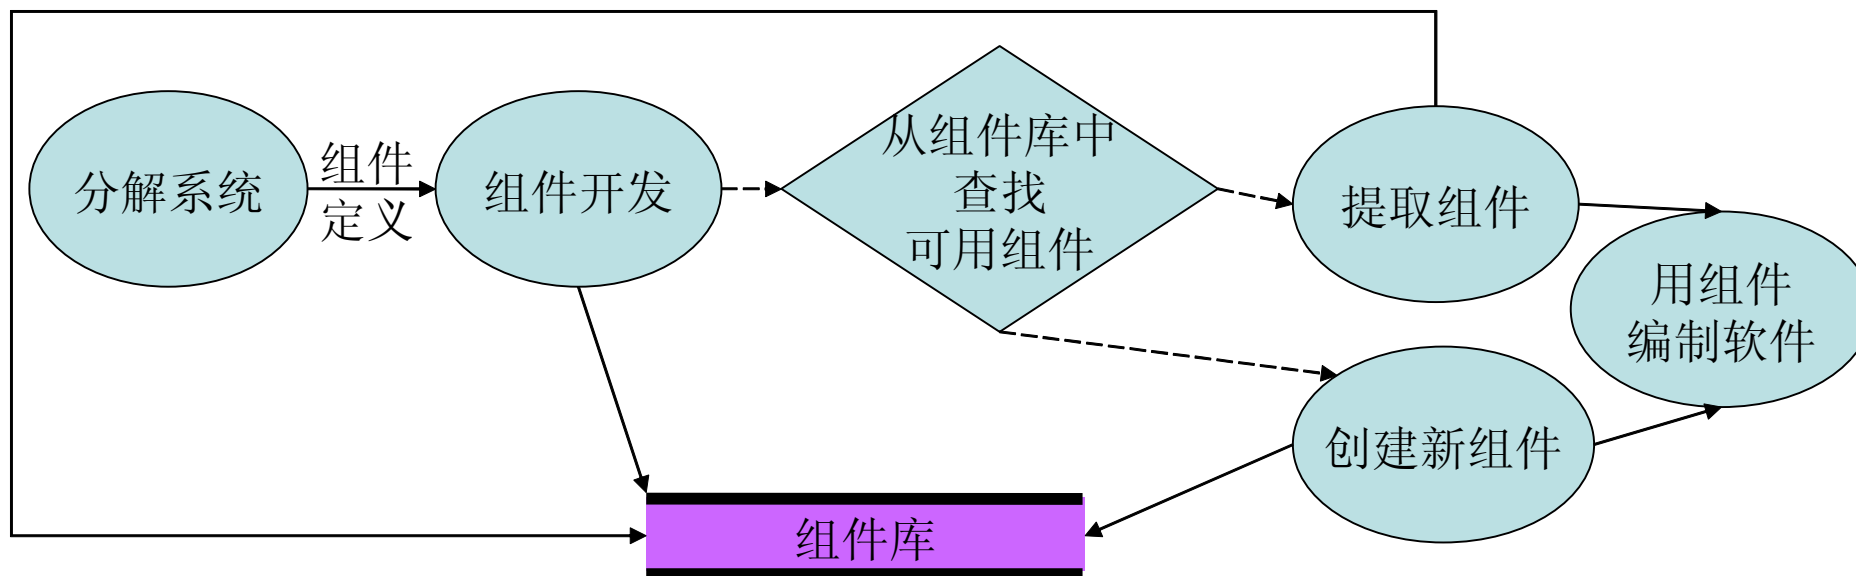 分解系统
组件
定义
组件开发
从组件库中
查找
可用组件
提取组件
用组件
编制软件
创建新组件
组件库